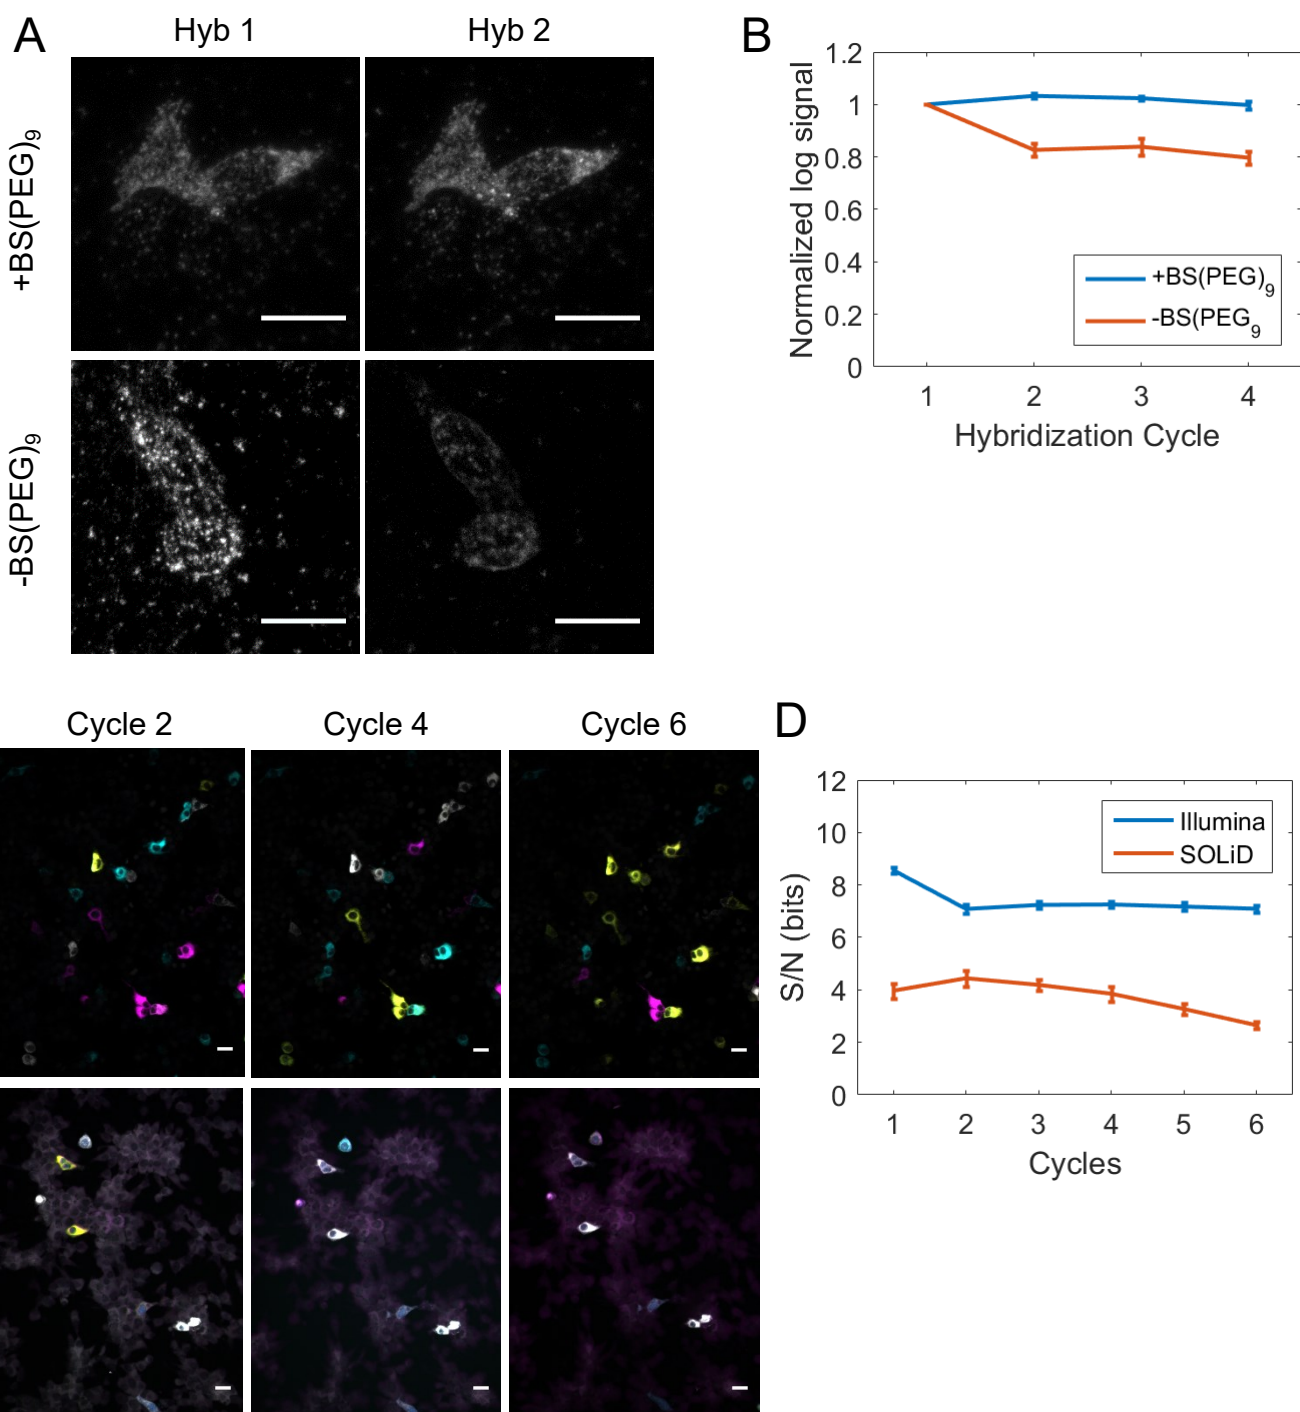 A
Hyb 1
Hyb 2
+BS(PEG)9
-BS(PEG)9
B
Normalized log signal
1.2
1
0.8
0.6
0.4
0.2
0
+BS(PEG)9
-BS(PEG9
1 2 3 4
Hybridization Cycle
Cycle 2
Cycle 4
Cycle 6
D
S/N (bits)
12
10
8
6
4
2
0
Illumina
SOLiD
1 2 3 4 5 6
Cycles